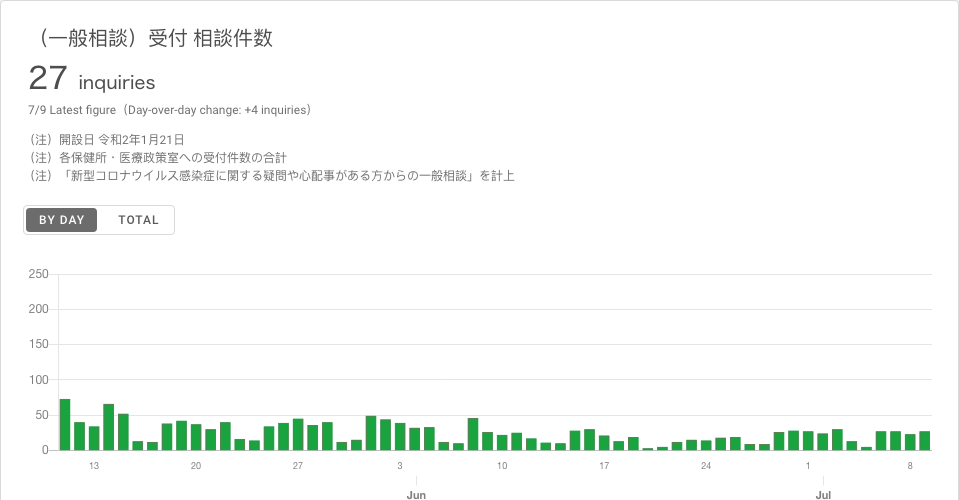 （一般相談）受付 相談件数
27 inquiries
7/9 Latest figure（Day-over-day change: +4 inquiries）
（注）開設日 令和2年1月21日
（注）各保健所・医療政策室への受付件数の合計
（注）「新型コロナウイルス感染症に関する疑問や心配事がある方からの一般相談」を計上
BY DAY TOTAL
250
200
150
100
50
0
13 20 27 3 10 17 24 1 8
Jun Jul